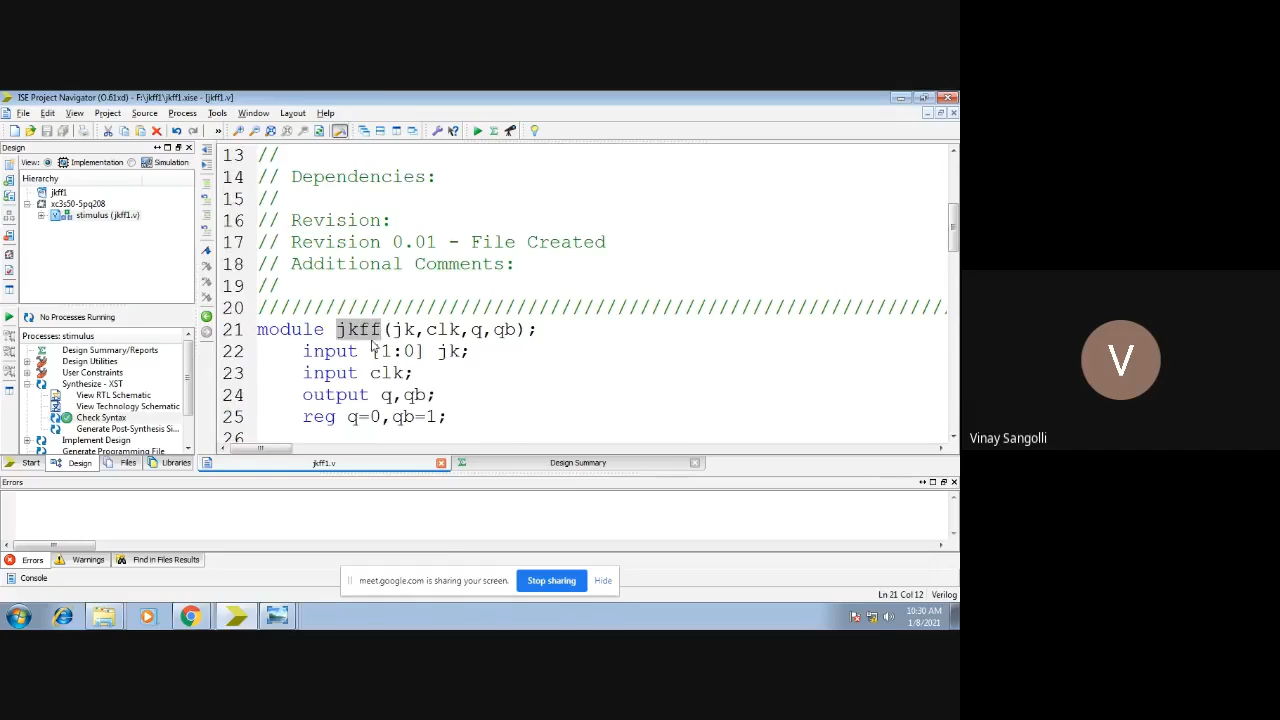 ISE Project Navigator (O.61xd) - F:\jkff1\jkff1.xise - [jkff1.v]
File Edit View Project Source Process Tools Window Layout Help
Design
View: Implementation Simulation
Hierarchy
jkff1
xc3s50-5pq208
stimulus (jkff1.v)
No Processes Running
Processes: stimulus
Design Summary/Reports
Design Utilities
User Constraints
Synthesize - XST
View RTL Schematic
View Technology Schematic
Check Syntax
Generate Post-Synthesis Si...
Implement Design
Generate Programming File
Start Design Files Libraries
13 //
14 // Dependencies:
15 //
16 // Revision:
17 // Revision 0.01 - File Created
18 // Additional Comments:
19 //
20 //////////////////////////////////////////////////////////////
21 module jkff(jk,clk,q,qb);
22 input [1:0] jk;
23 input clk;
24 output q,qb;
25 reg q=0,qb=1;
26
jkff1.v Design Summary
Errors
Errors Warnings Find in Files Results
Console
meet.google.com is sharing your screen. Stop sharing Hide
Ln 21 Col 12 Verilog
10:30 AM
1/8/2021
V
Vinay Sangolli